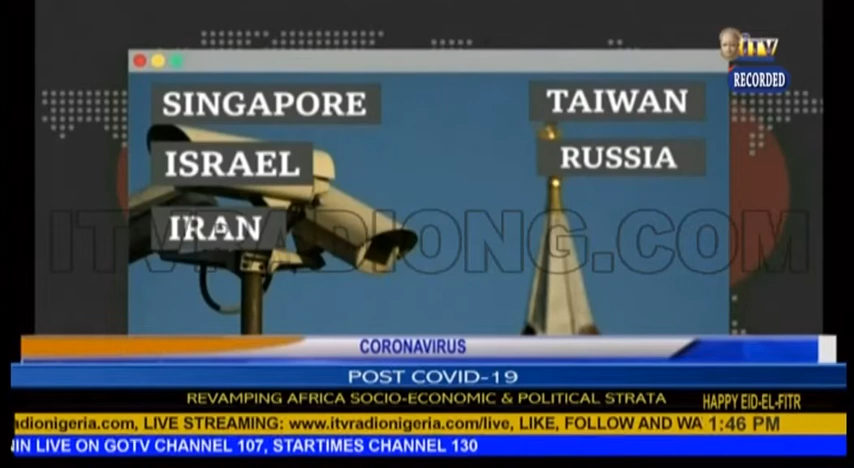 iTV
RECORDED
SINGAPORE
TAIWAN
ISRAEL
RUSSIA
IRAN
ITVRADIONG.COM
CORONAVIRUS
POST COVID-19
REVAMPING AFRICA SOCIO-ECONOMIC & POLITICAL STRATA
HAPPY EID-EL-FITR
adionigeria.com, LIVE STREAMING: www.itvradionigeria.com/live, LIKE, FOLLOW AND WA 1:46 PM
IN LIVE ON GOTV CHANNEL 107, STARTIMES CHANNEL 130